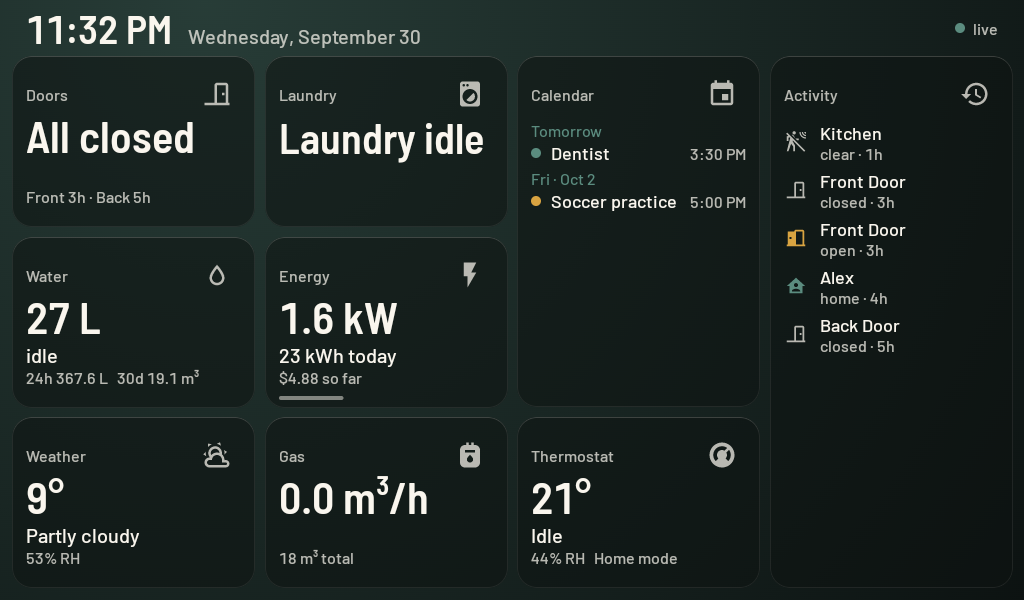 11:32 PM Wednesday, September 30
live
Doors
All closed
Front 3h · Back 5h
Laundry
Laundry idle
Calendar
Tomorrow
Dentist 3:30 PM
Fri · Oct 2
Soccer practice 5:00 PM
Activity
Kitchen
clear · 1h
Front Door
closed · 3h
Front Door
open · 3h
Alex
home · 4h
Back Door
closed · 5h
Water
27 L
idle
24h 367.6 L 30d 19.1 m³
Energy
1.6 kW
23 kWh today
$4.88 so far
Weather
9°
Partly cloudy
53% RH
Gas
0.0 m³/h
18 m³ total
Thermostat
21°
Idle
44% RH Home mode